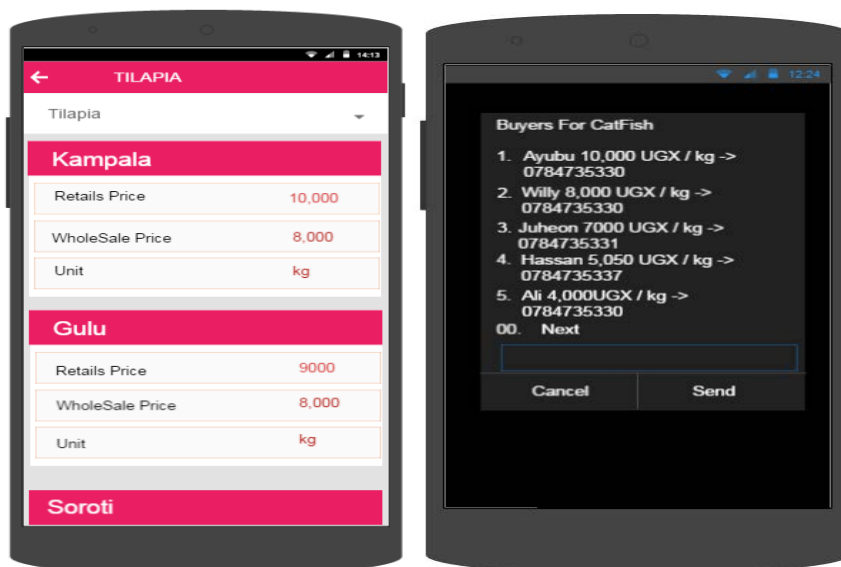 14:13
TILAPIA
Tilapia
Kampala
Retails Price 10,000
WholeSale Price 8,000
Unit kg
Gulu
Retails Price 9000
WholeSale Price 8,000
Unit kg
Soroti
12:24
Buyers For CatFish
1. Ayubu 10,000 UGX / kg ->
0784735330
2. Willy 8,000 UGX / kg ->
0784735330
3. Juheon 7000 UGX / kg ->
0784735331
4. Hassan 5,050 UGX / kg ->
0784735337
5. Ali 4,000UGX / kg ->
0784735330
00. Next
Cancel Send